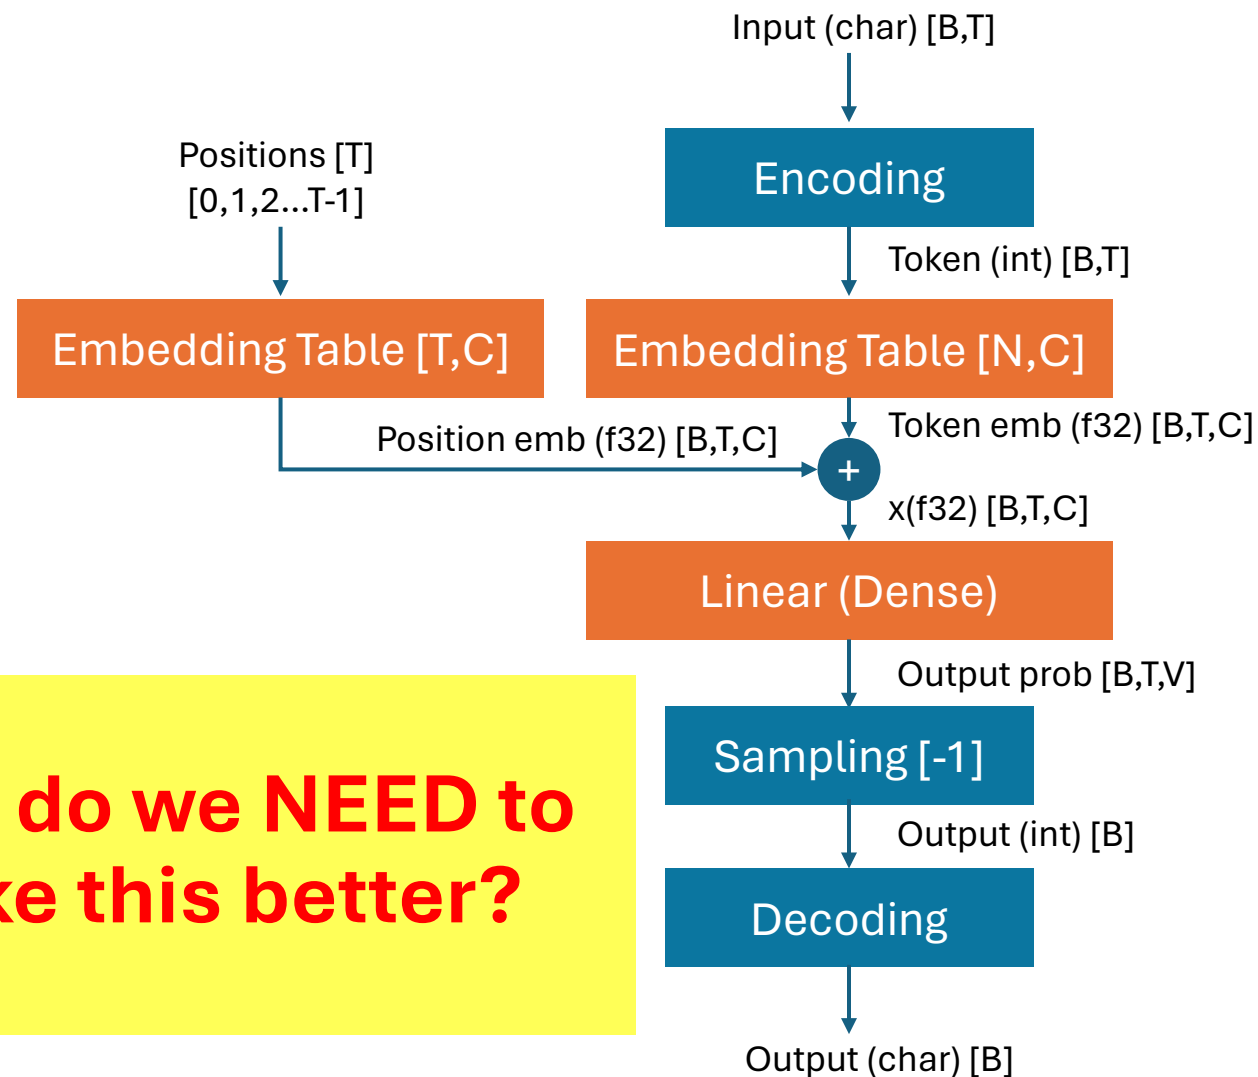 Input (char) [B,T]
Encoding
Positions [T]
[0,1,2...T-1]
Token (int) [B,T]
Embedding Table [T,C]
Embedding Table [N,C]
Position emb (f32) [B,T,C]
Token emb (f32) [B,T,C]
+
x(f32) [B,T,C]
Linear (Dense)
Output prob [B,T,V]
Sampling [-1]
Output (int) [B]
do we NEED to
this better?
Decoding
Output (char) [B]